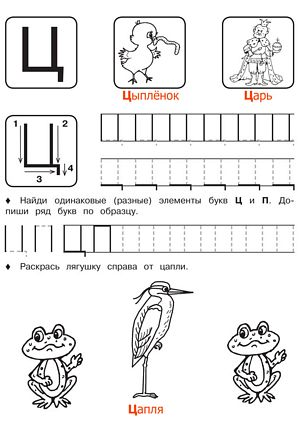 Ц
Цыплёнок Царь
1 2
Ц
3 4
♦ Найди одинаковые (разные) элементы букв Ц и П. До-
пиши ряд букв по образцу.
♦ Раскрась лягушку справа от цапли.
Цапля